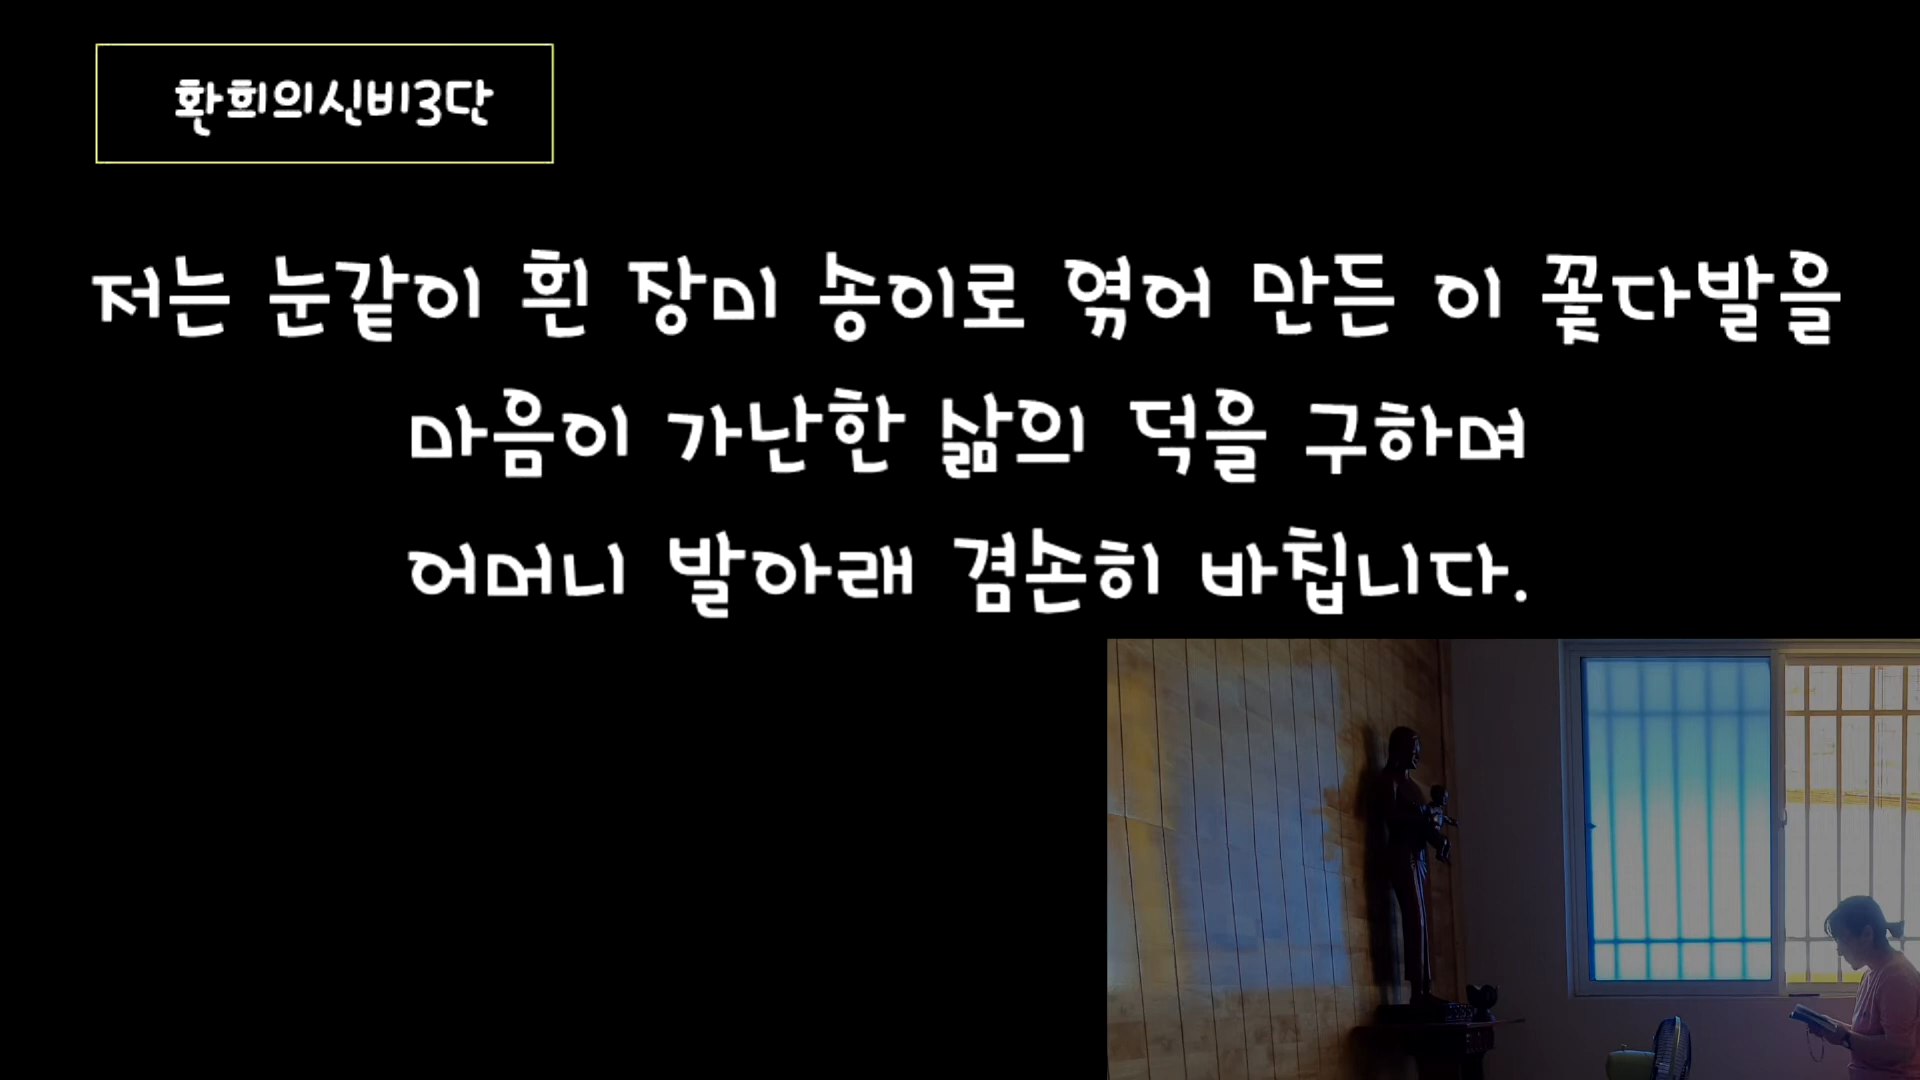 환희의신비3단
저는 눈같이 흰 장미 송이로 엮어 만든 이 꽃다발을
마음이 가난한 삶의 덕을 구하며
어머니 발아래 겸손히 바칩니다.